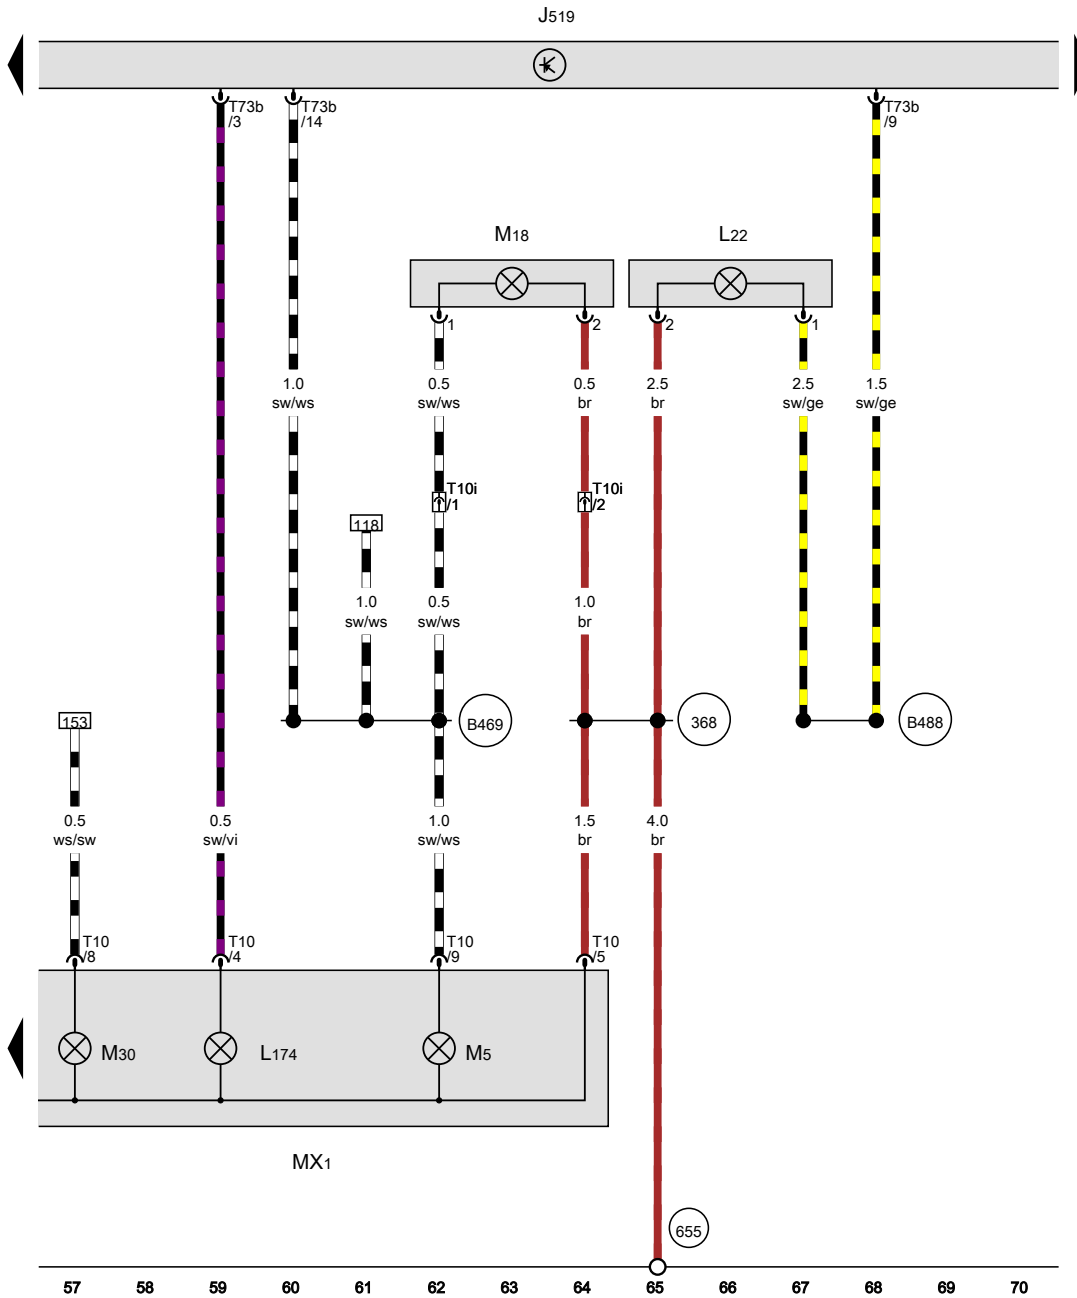 J519
T73b
/3
T73b
/14
T73b
/9
M18
L22
1
2
2
1
1.0
sw/ws
0.5
sw/ws
0.5
br
2.5
br
2.5
sw/ge
1.5
sw/ge
T10i
/1
T10i
/2
118
1.0
sw/ws
0.5
sw/ws
1.0
br
153
B469
368
B488
0.5
ws/sw
0.5
sw/vi
1.0
sw/ws
1.5
br
4.0
br
T10
/8
T10
/4
T10
/9
T10
/5
M30
L174
M5
MX1
655
57 58 59 60 61 62 63 64 65 66 67 68 69 70